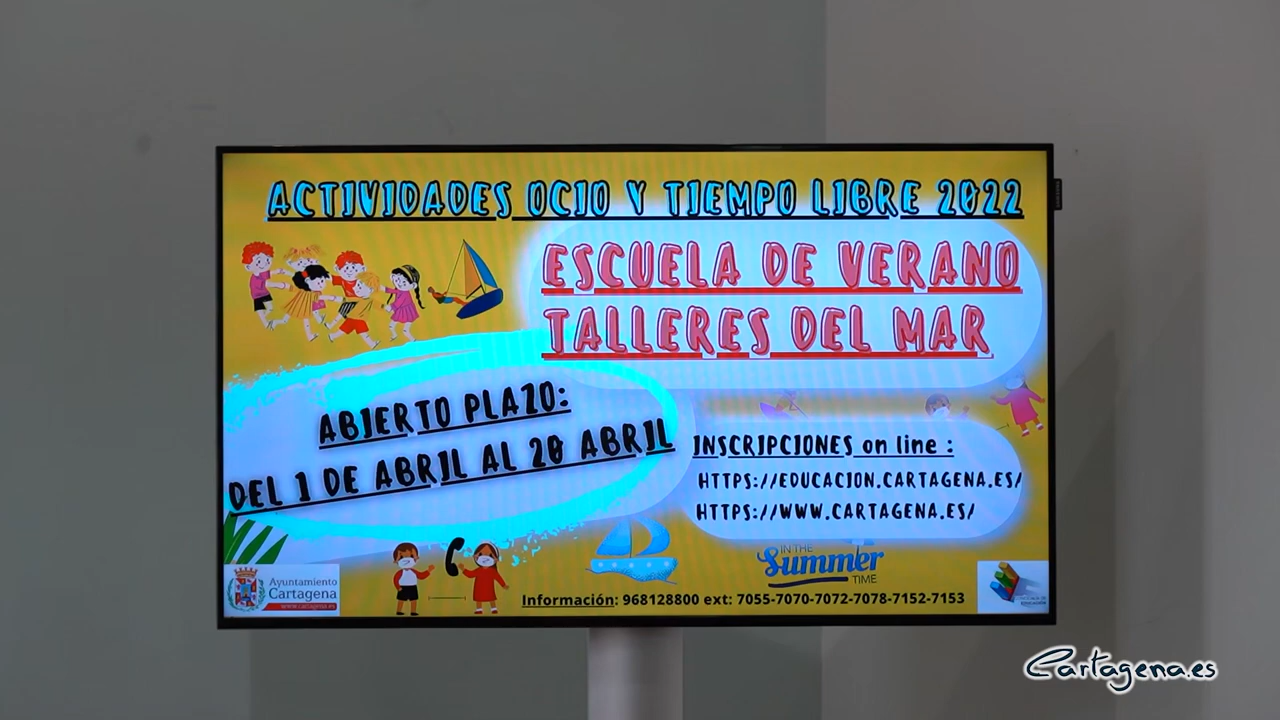 ACTIVIDADES OCIO Y TIEMPO LIBRE 2022
ESCUELA DE VERANO
TALLERES DEL MAR
ABIERTO PLAZO:
DEL 1 DE ABRIL AL 20 ABRIL
INSCRIPCIONES on line :
HTTPS://EDUCACION.CARTAGENA.ES/
HTTPS://WWW.CARTAGENA.ES/
IN THE
Summer
TIME
Ayuntamiento
Cartagena
www.cartagena.es
Información: 968128800 ext: 7055-7070-7072-7078-7152-7153
EDUCACIÓN
Cartagena.es